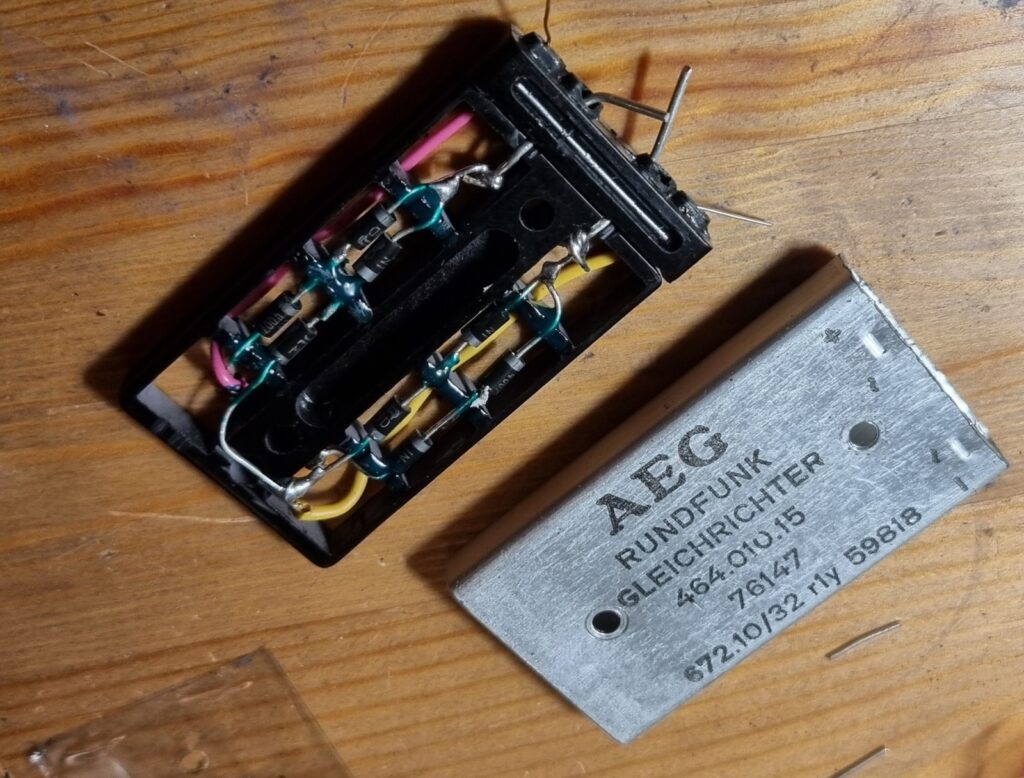 AEG
RUNDFUNK
GLEICHRICHTER
464.010.15
76147
672.10/32 rly 59818
+
~
~
-